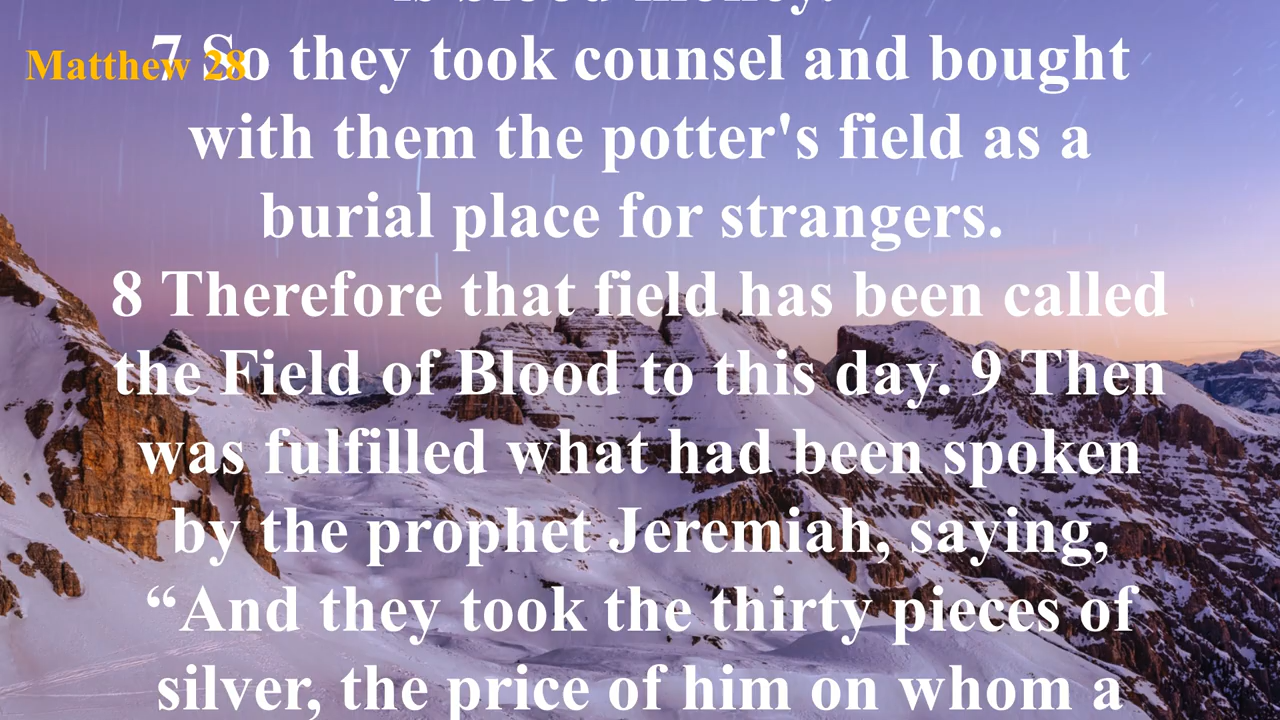 is blood money."
Matthew 28
7 So they took counsel and bought
with them the potter's field as a
burial place for strangers.
8 Therefore that field has been called
the Field of Blood to this day. 9 Then
was fulfilled what had been spoken
by the prophet Jeremiah, saying,
“And they took the thirty pieces of
silver, the price of him on whom a